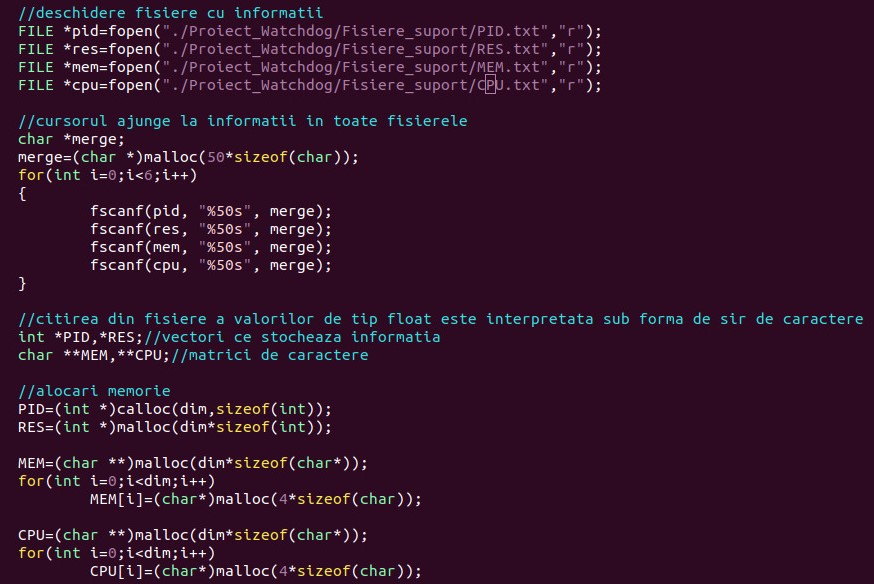 //deschidere fisiere cu informatii
FILE *pid=fopen("./Proiect_Watchdog/Fisiere_suport/PID.txt","r");
FILE *res=fopen("./Proiect_Watchdog/Fisiere_suport/RES.txt","r");
FILE *mem=fopen("./Proiect_Watchdog/Fisiere_suport/MEM.txt","r");
FILE *cpu=fopen("./Proiect_Watchdog/Fisiere_suport/CPU.txt","r");
//cursorul ajunge la informatii in toate fisierele
char *merge;
merge=(char *)malloc(50*sizeof(char));
for(int i=0;i<6;i++)
{
fscanf(pid, "%50s", merge);
fscanf(res, "%50s", merge);
fscanf(mem, "%50s", merge);
fscanf(cpu, "%50s", merge);
}
//citirea din fisiere a valorilor de tip float este interpretata sub forma de sir de caractere
int *PID,*RES;//vectori ce stocheaza informatia
char **MEM,**CPU;//matrici de caractere
//alocari memorie
PID=(int *)calloc(dim,sizeof(int));
RES=(int *)malloc(dim*sizeof(int));
MEM=(char **)malloc(dim*sizeof(char*));
for(int i=0;i<dim;i++)
MEM[i]=(char*)malloc(4*sizeof(char));
CPU=(char **)malloc(dim*sizeof(char*));
for(int i=0;i<dim;i++)
CPU[i]=(char*)malloc(4*sizeof(char));